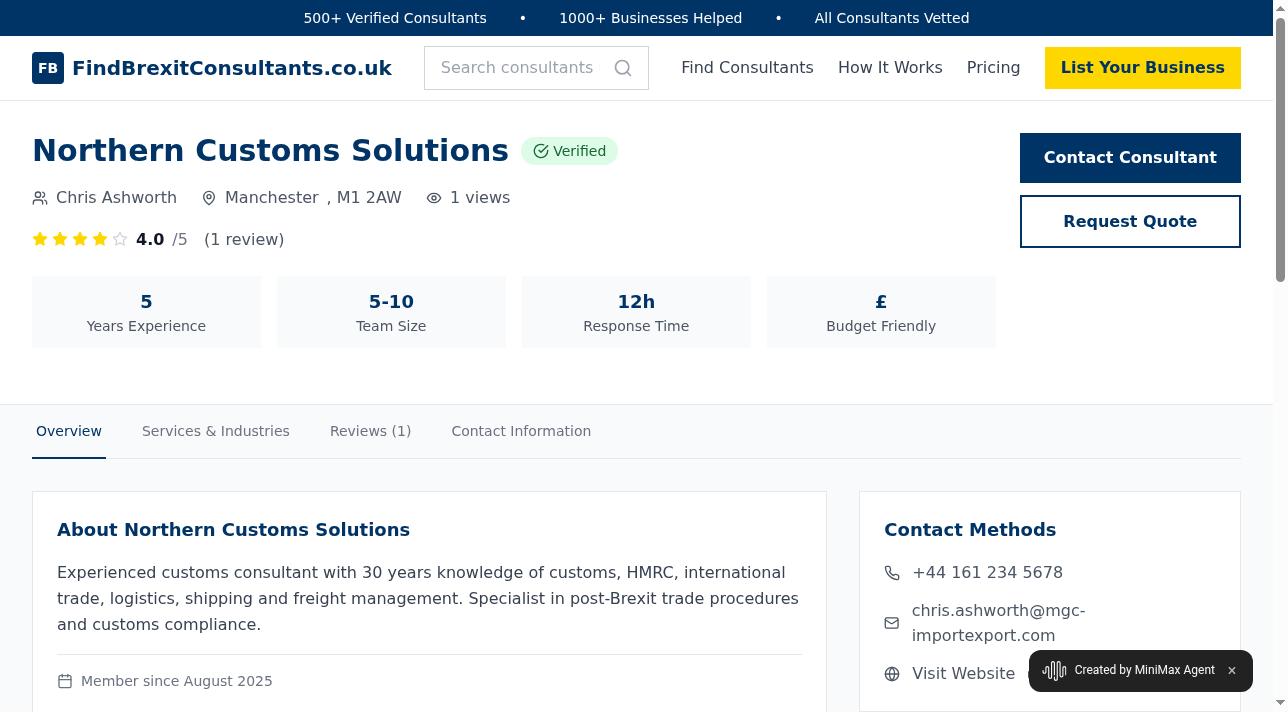 500+ Verified Consultants • 1000+ Businesses Helped • All Consultants Vetted
FB FindBrexitConsultants.co.uk Search consultants Find Consultants How It Works Pricing List Your Business
Northern Customs Solutions Verified
Chris Ashworth Manchester , M1 2AW 1 views
4.0 /5 (1 review)
Contact Consultant
Request Quote
5 5-10 12h £
Years Experience Team Size Response Time Budget Friendly
Overview Services & Industries Reviews (1) Contact Information
About Northern Customs Solutions
Experienced customs consultant with 30 years knowledge of customs, HMRC, international
trade, logistics, shipping and freight management. Specialist in post-Brexit trade procedures
and customs compliance.
Member since August 2025
Contact Methods
+44 161 234 5678
chris.ashworth@mgc-
importexport.com
Visit Website
Created by MiniMax Agent ×